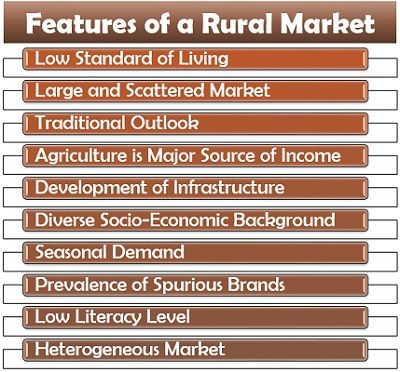 Features of a Rural Market
Low Standard of Living
Large and Scattered Market
Traditional Outlook
Agriculture is Major Source of Income
Development of Infrastructure
Diverse Socio-Economic Background
Seasonal Demand
Prevalence of Spurious Brands
Low Literacy Level
Heterogeneous Market